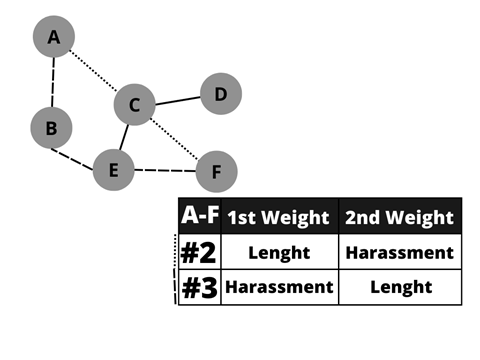 A
B
C
D
E
F
A-F 1st Weight 2nd Weight
#2 Lenght Harassment
#3 Harassment Lenght